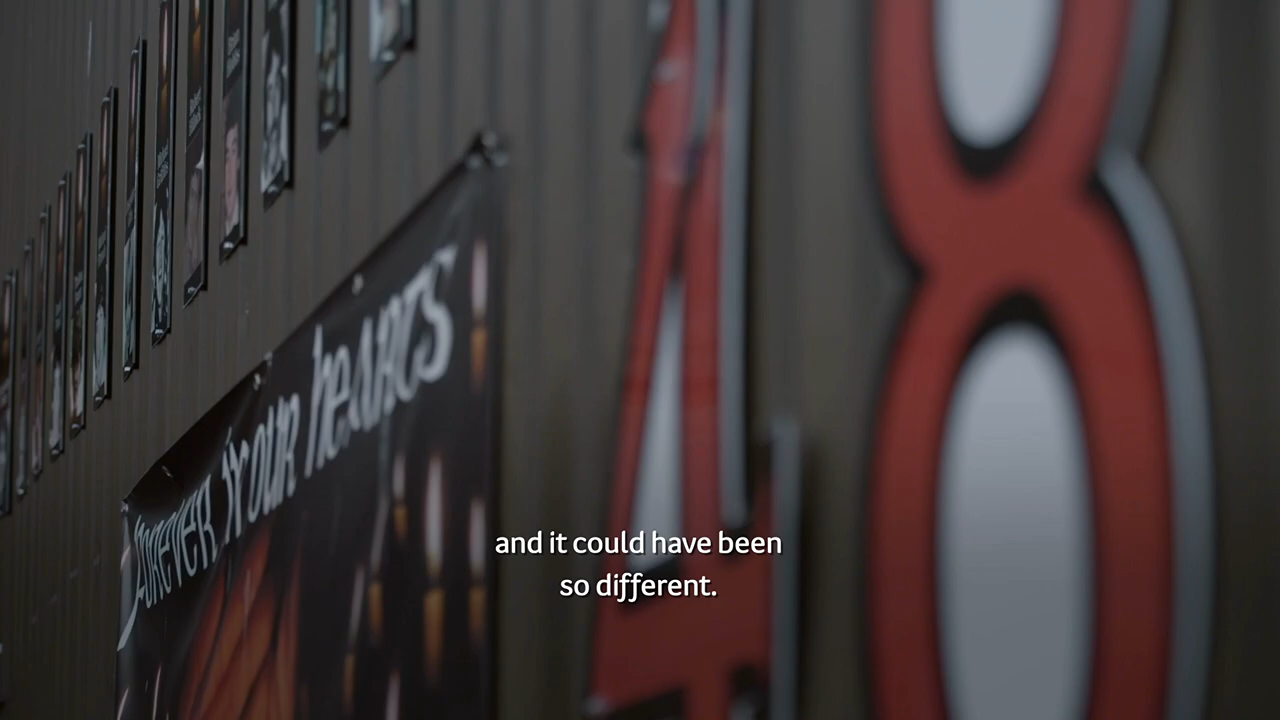 forever in our hearts
48
and it could have been
so different.